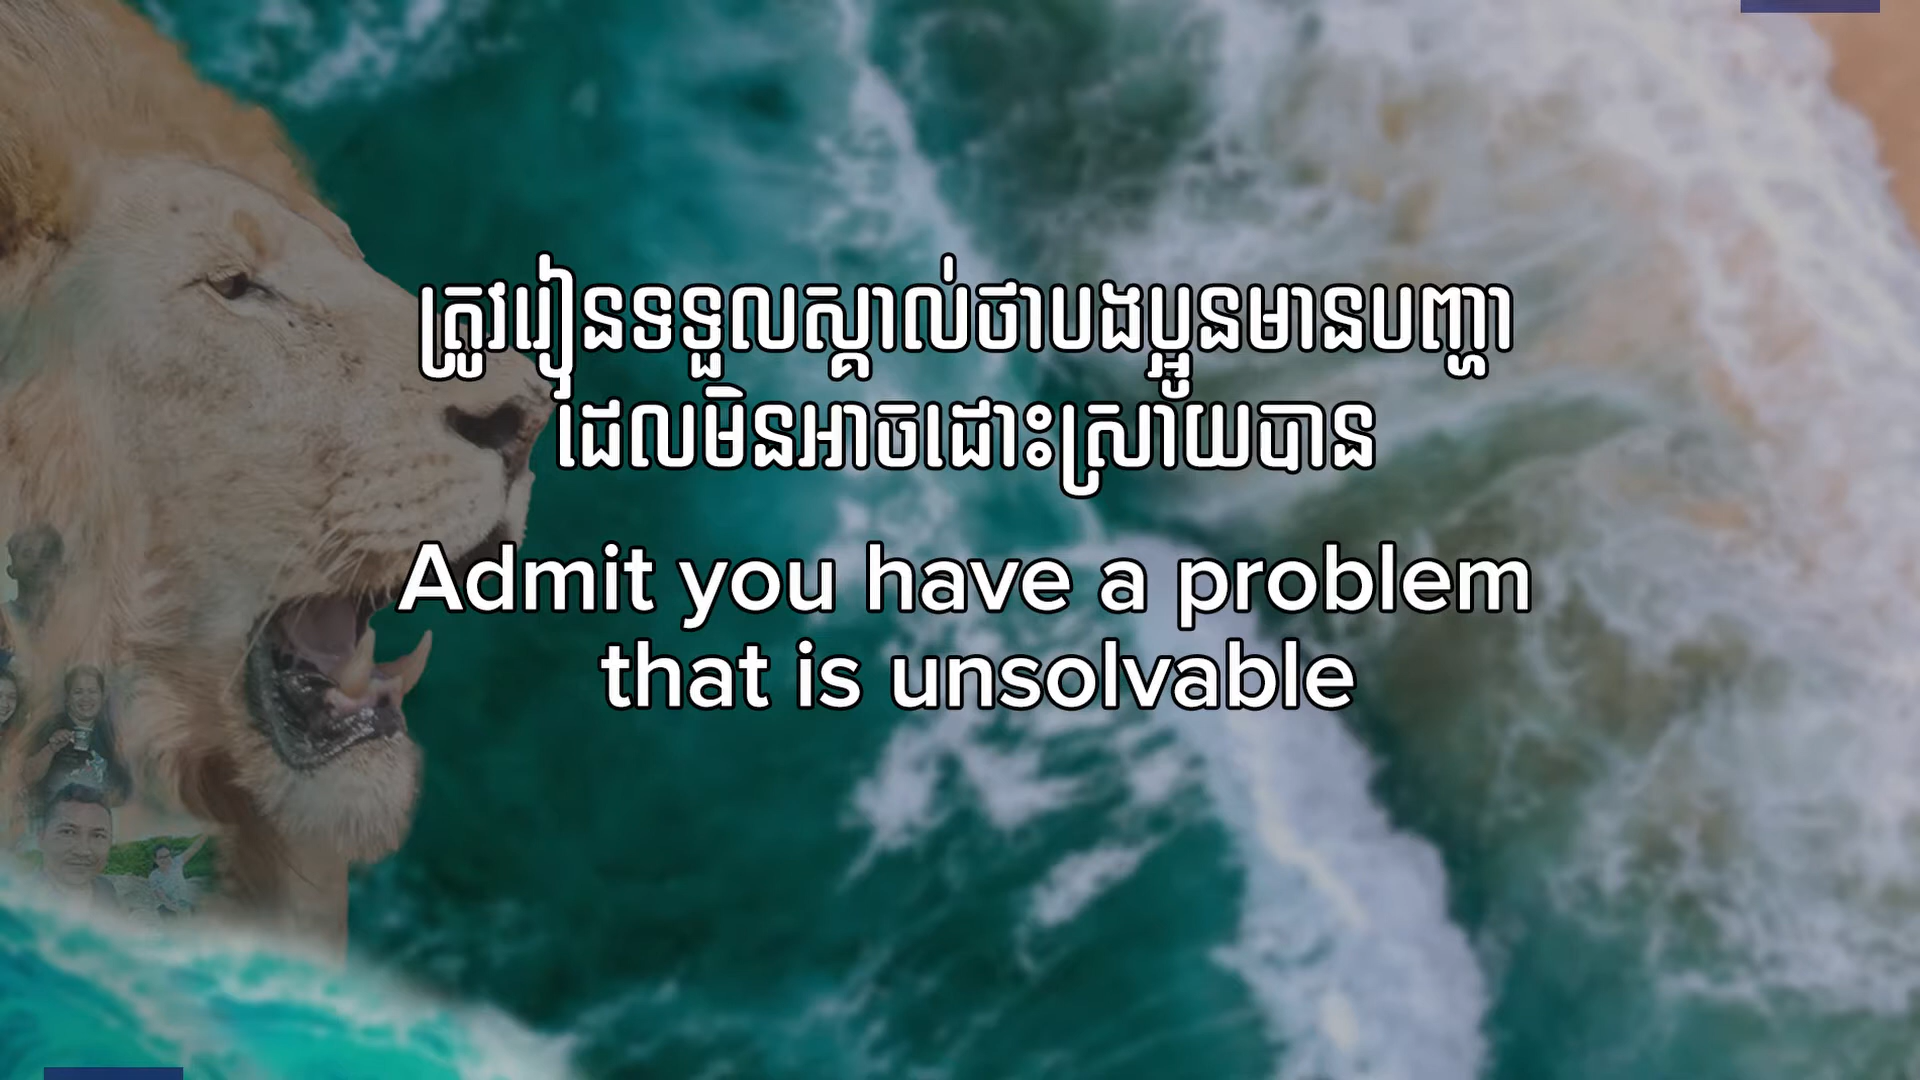 ត្រូវរៀនទទួលស្គាល់ថាបងប្អូនមានបញ្ហា
ដែលមិនអាចដោះស្រាយបាន
Admit you have a problem
that is unsolvable